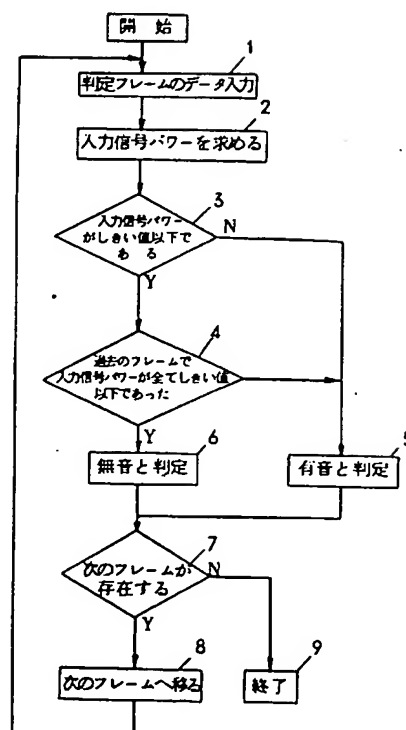 開 始
1
判定フレームのデータ入力
2
入力信号パワーを求める
3
入力信号パワー
がしきい値以下で
ある
N
Y
4
過去のフレームで
入力信号パワーが全てしきい値
以下であった
Y
6
無音と判定
5
有音と判定
7
次のフレームが
存在する
N
Y
8
次のフレームへ移る
9
終了